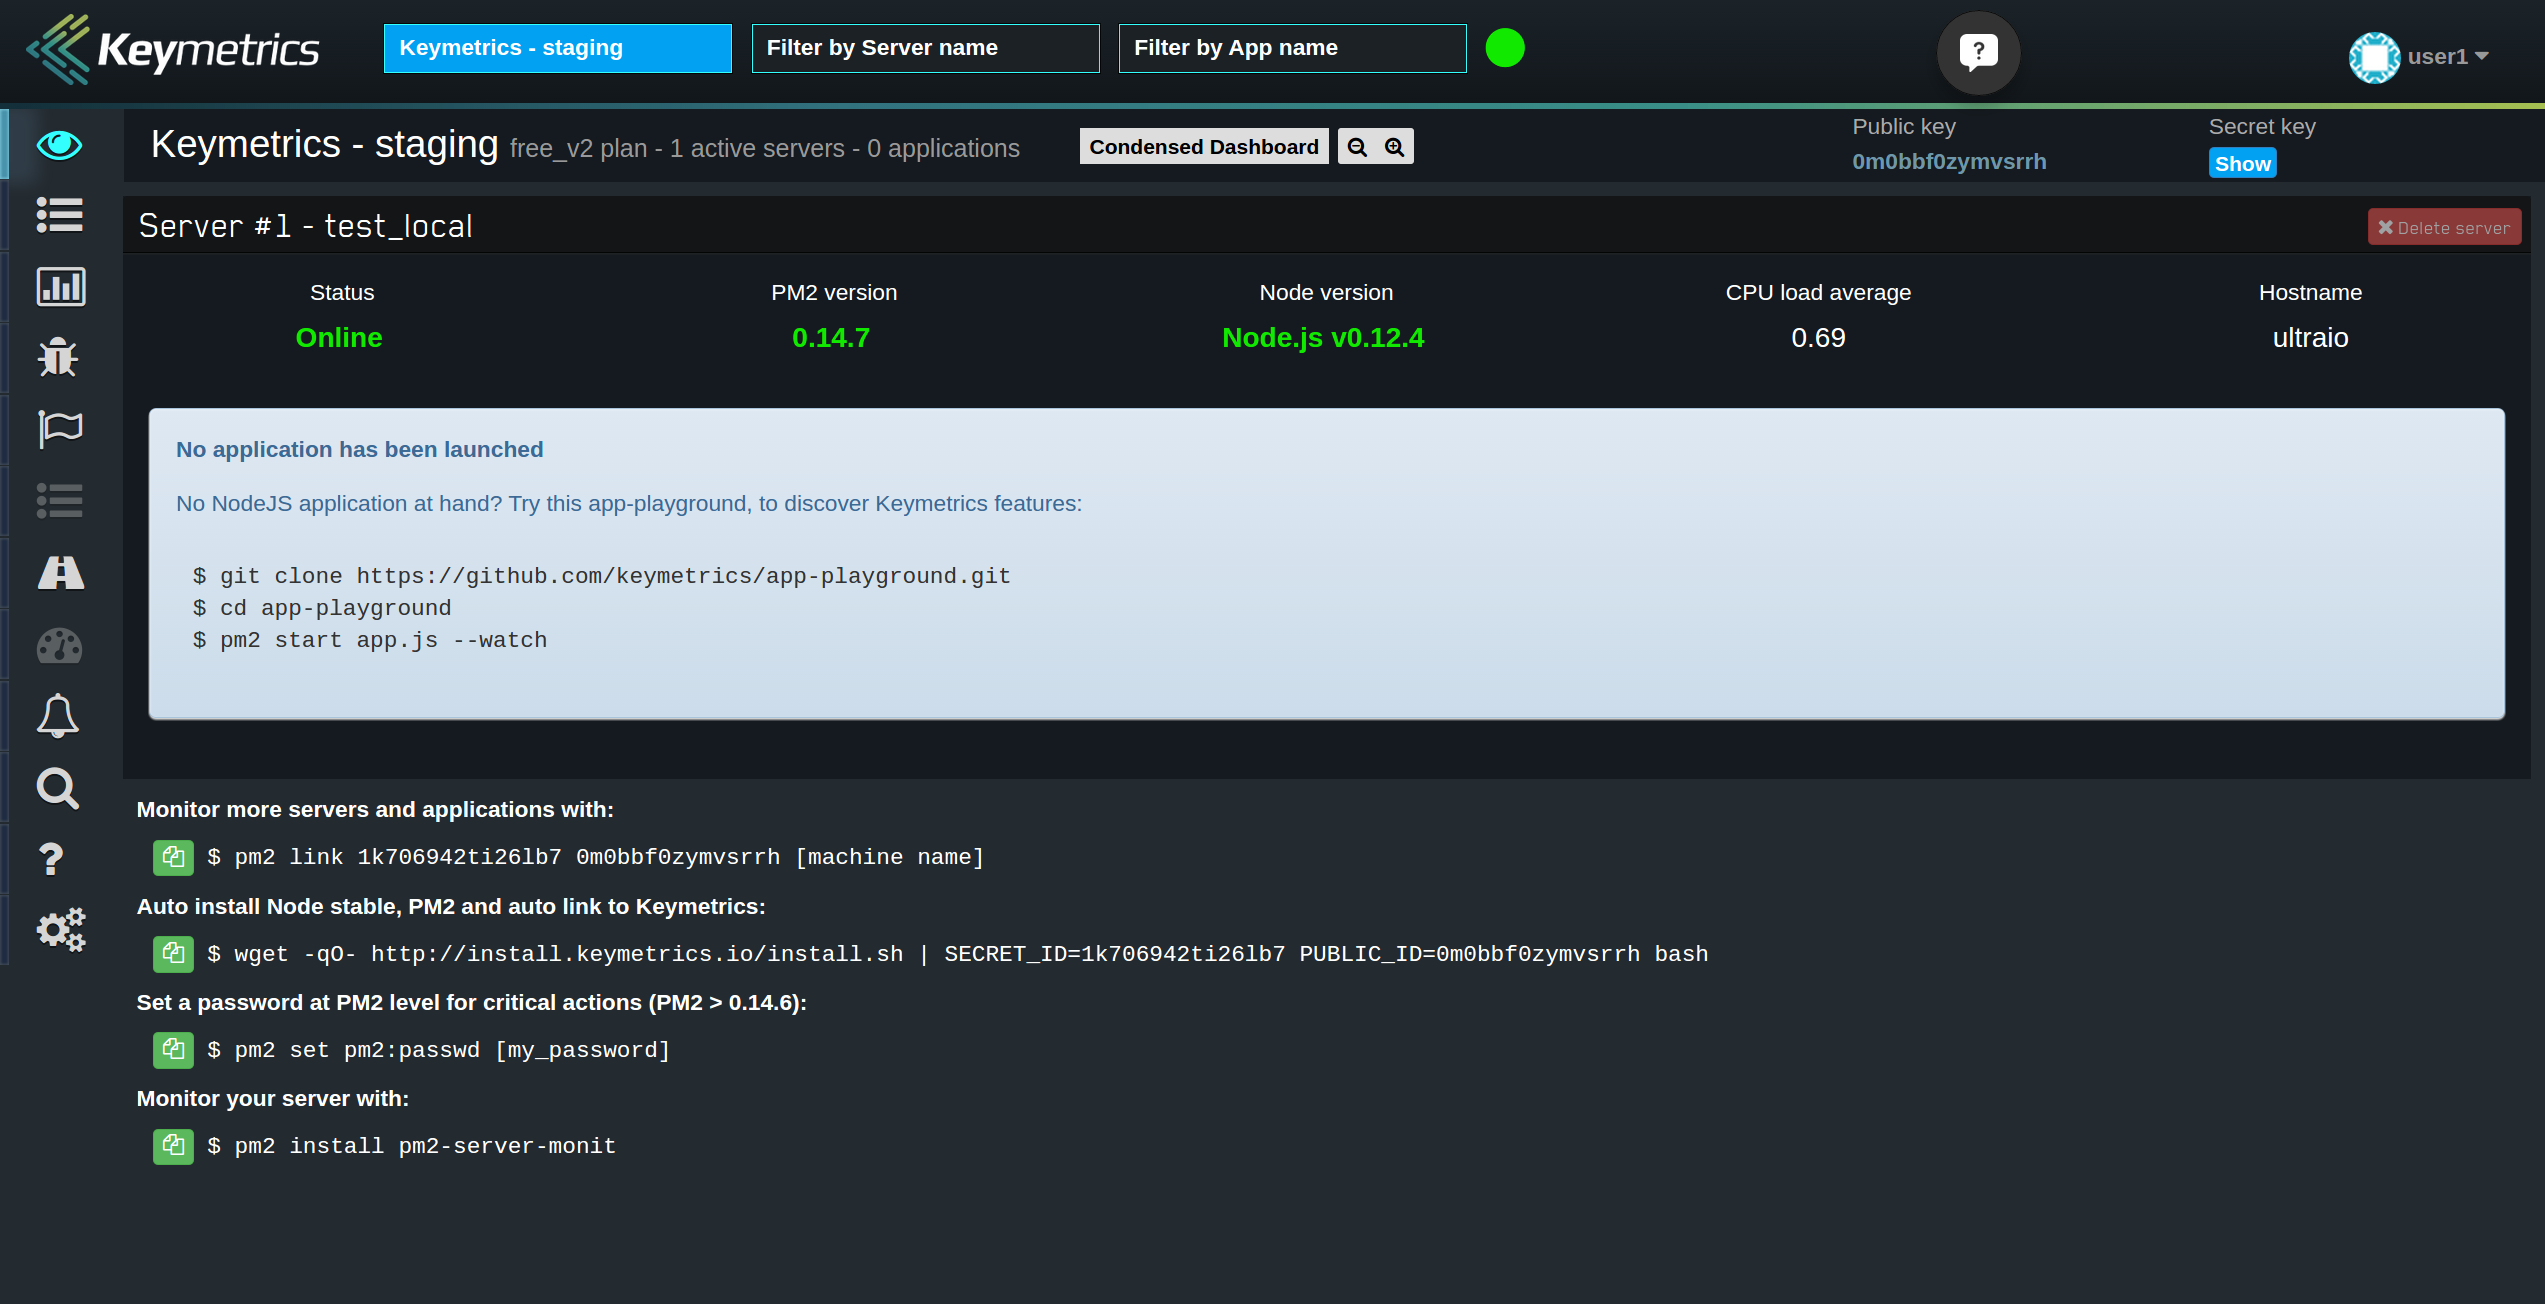 Keymetrics
Keymetrics - staging
Filter by Server name
Filter by App name
?
user1
Keymetrics - staging free_v2 plan - 1 active servers - 0 applications
Condensed Dashboard
Public key
0m0bbf0zymvsrrh
Secret key
Show
Server #1 - test_local
Delete server
Status
Online
PM2 version
0.14.7
Node version
Node.js v0.12.4
CPU load average
0.69
Hostname
ultraio
No application has been launched
No NodeJS application at hand? Try this app-playground, to discover Keymetrics features:
$ git clone https://github.com/keymetrics/app-playground.git
$ cd app-playground
$ pm2 start app.js --watch
?
Monitor more servers and applications with:
$ pm2 link 1k706942ti26lb7 0m0bbf0zymvsrrh [machine name]
Auto install Node stable, PM2 and auto link to Keymetrics:
$ wget -qO- http://install.keymetrics.io/install.sh | SECRET_ID=1k706942ti26lb7 PUBLIC_ID=0m0bbf0zymvsrrh bash
Set a password at PM2 level for critical actions (PM2 > 0.14.6):
$ pm2 set pm2:passwd [my_password]
Monitor your server with:
$ pm2 install pm2-server-monit